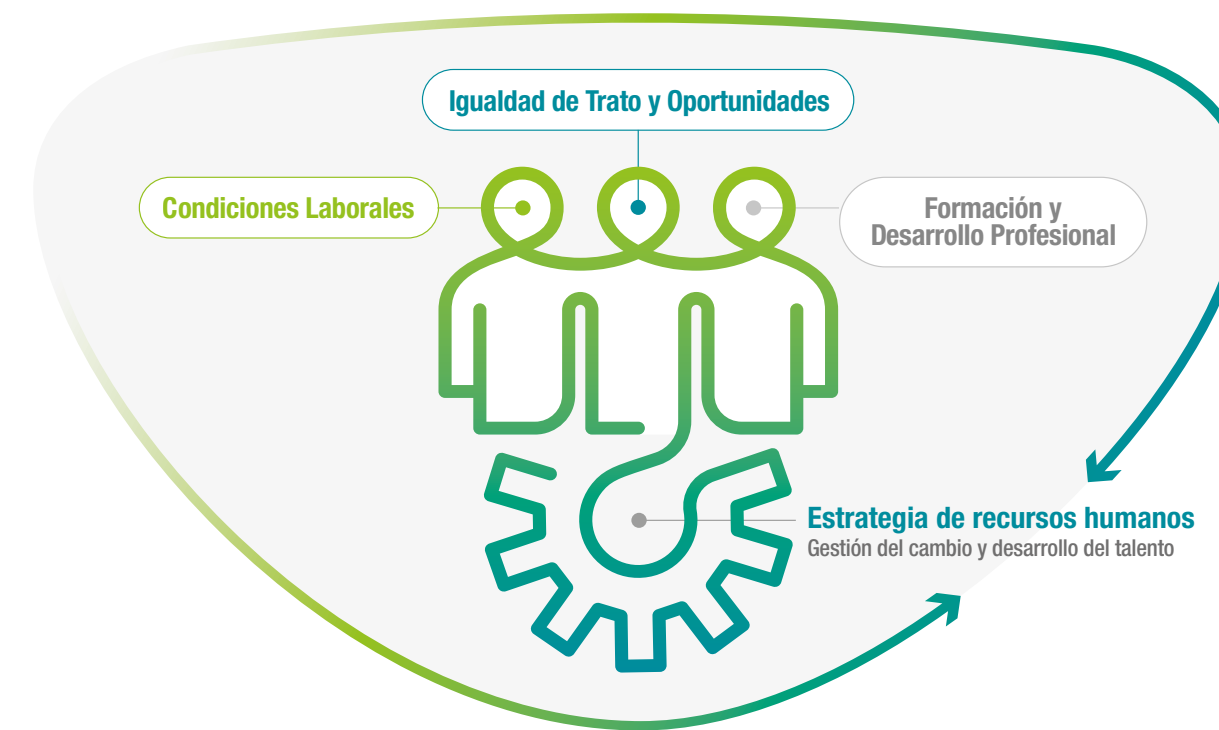 Igualdad de Trato y Oportunidades
Condiciones Laborales
Formación y
Desarrollo Profesional
Estrategia de recursos humanos
Gestión del cambio y desarrollo del talento